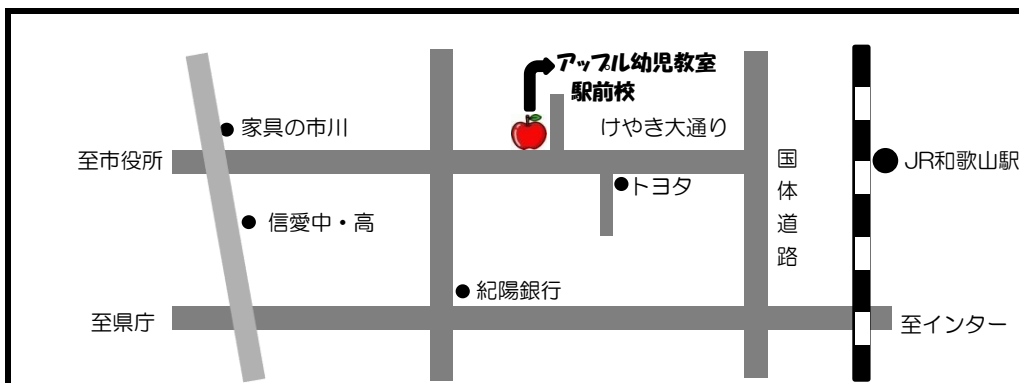 アップル幼児教室
駅前校
家具の市川
けやき大通り
至市役所
国体道路
JR和歌山駅
トヨタ
信愛中・高
紀陽銀行
至県庁
至インター